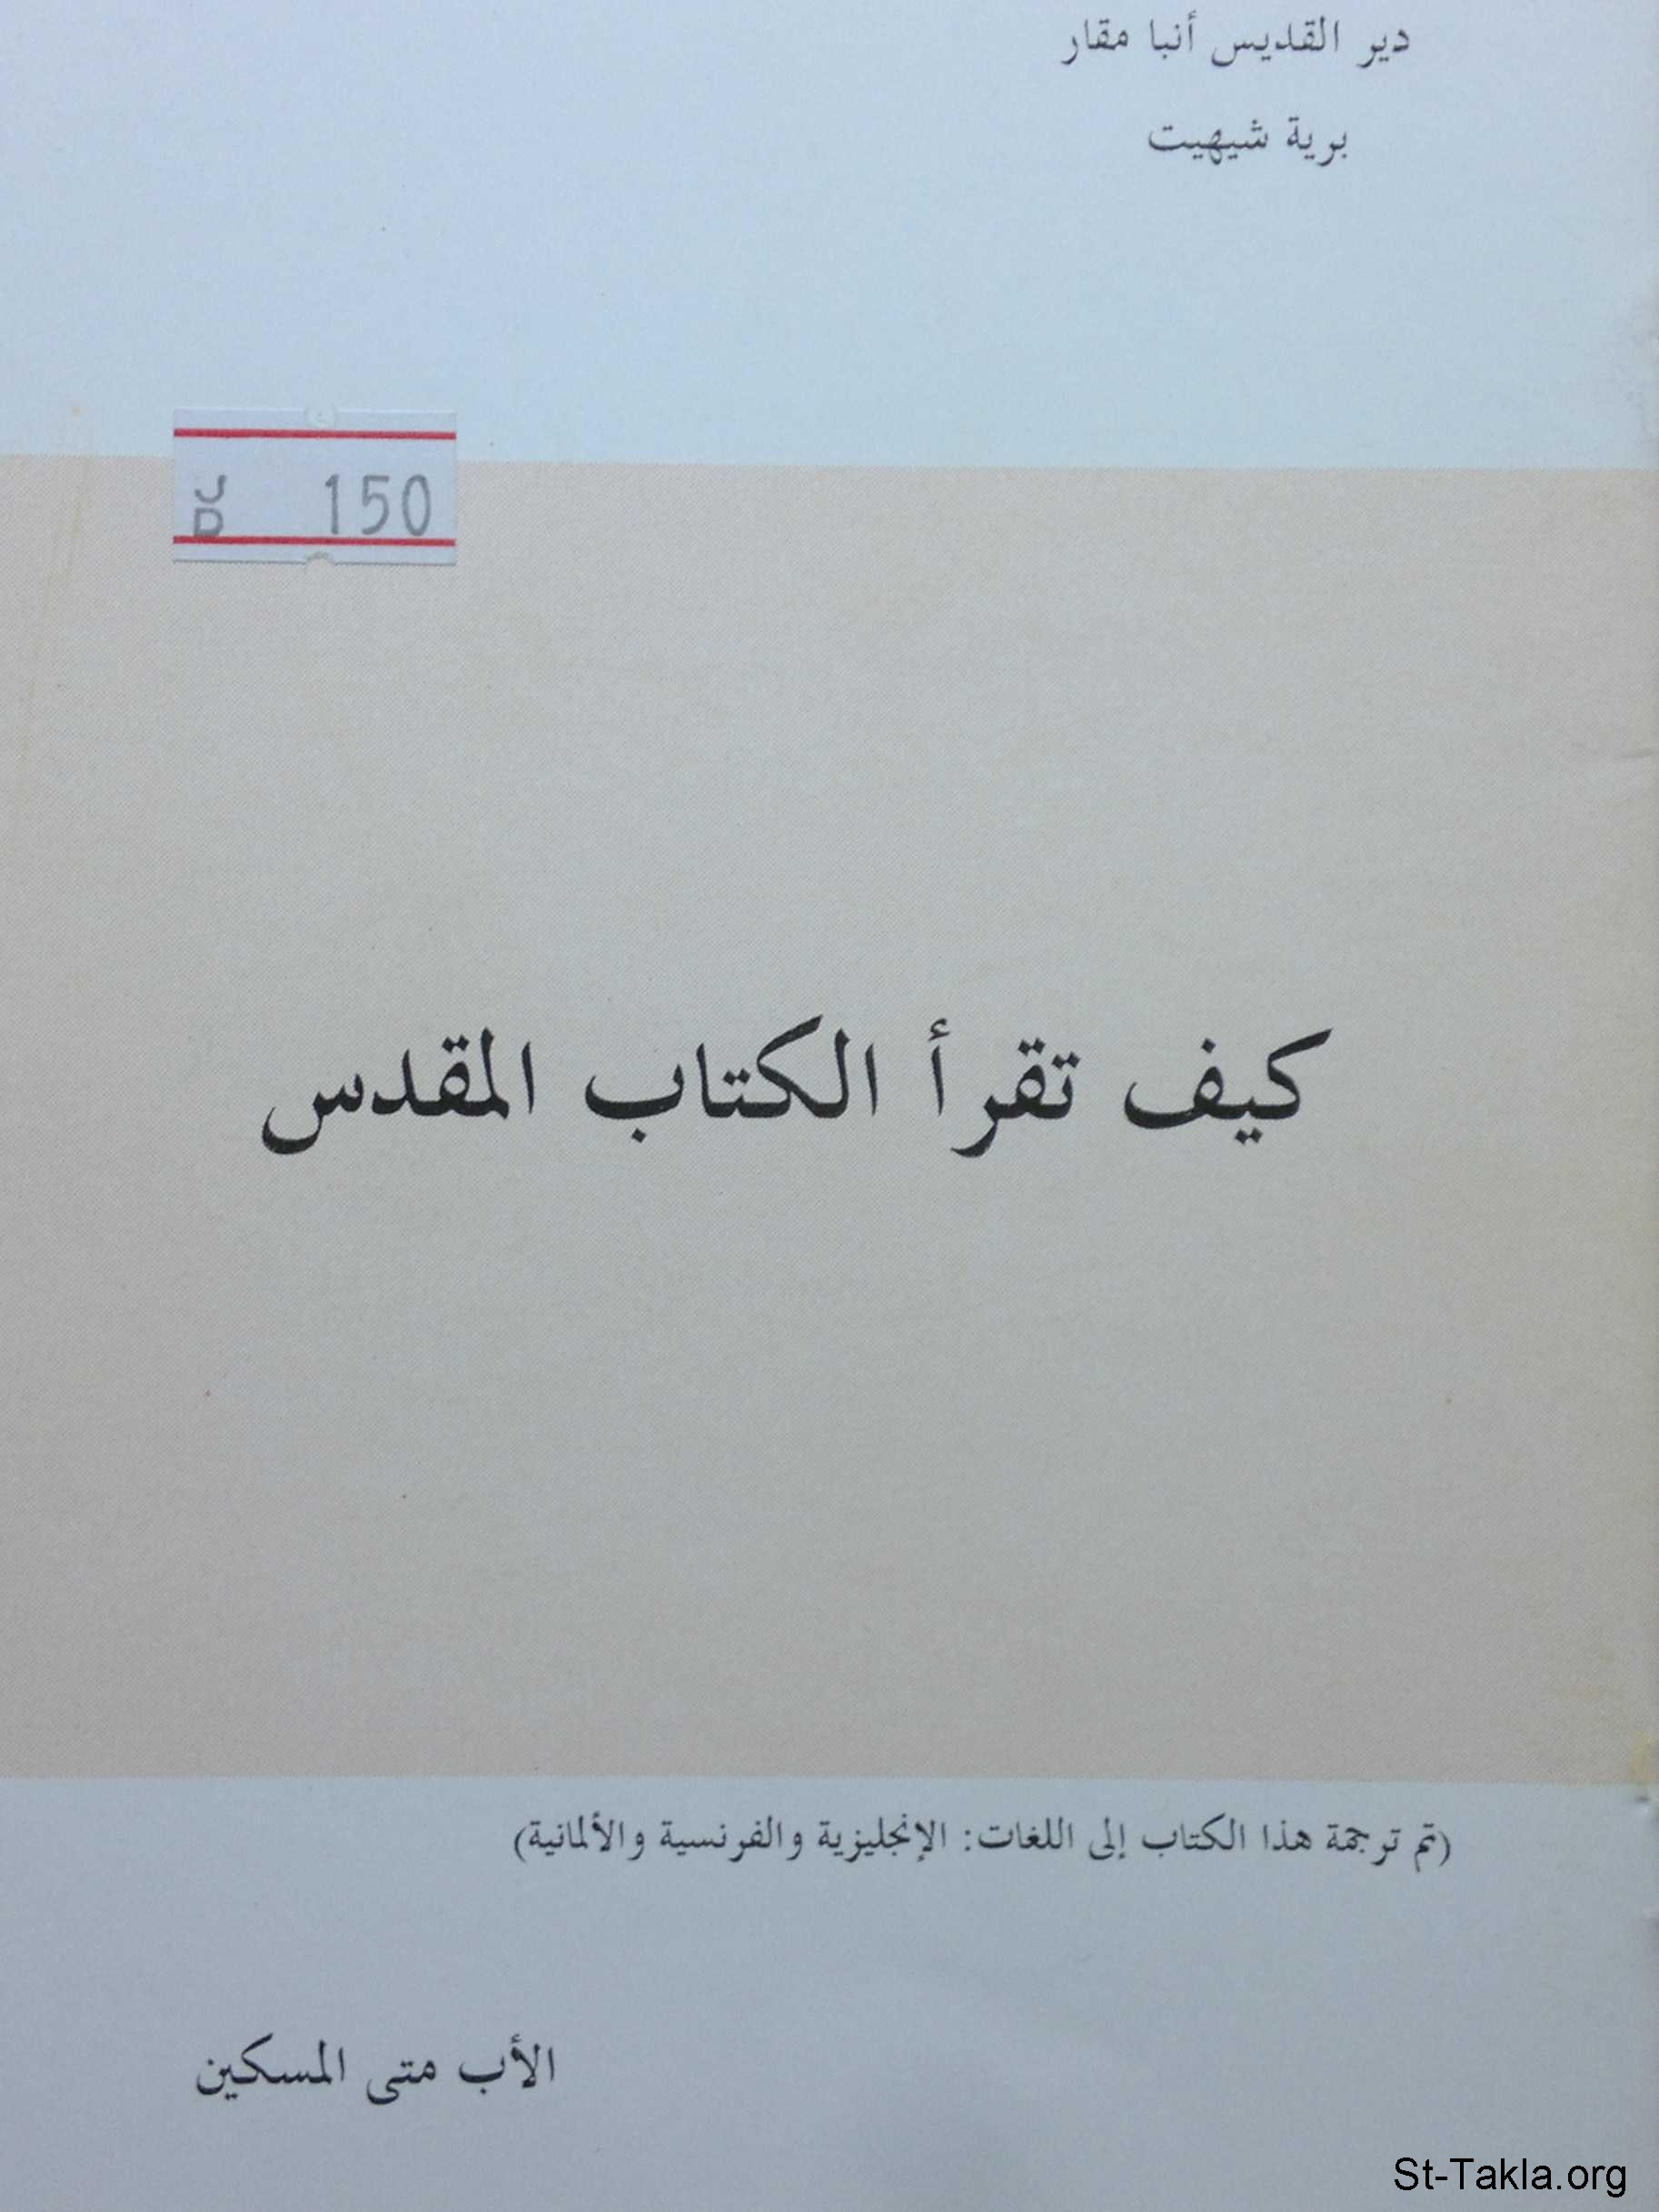 دير القديس أنبا مقار
برية شيهيت
JD 150
كيف تقرأ الكتاب المقدس
(تم ترجمة هذا الكتاب إلى اللغات: الإنجليزية والفرنسية والألمانية)
الأب متى المسكين
St-Takla.org